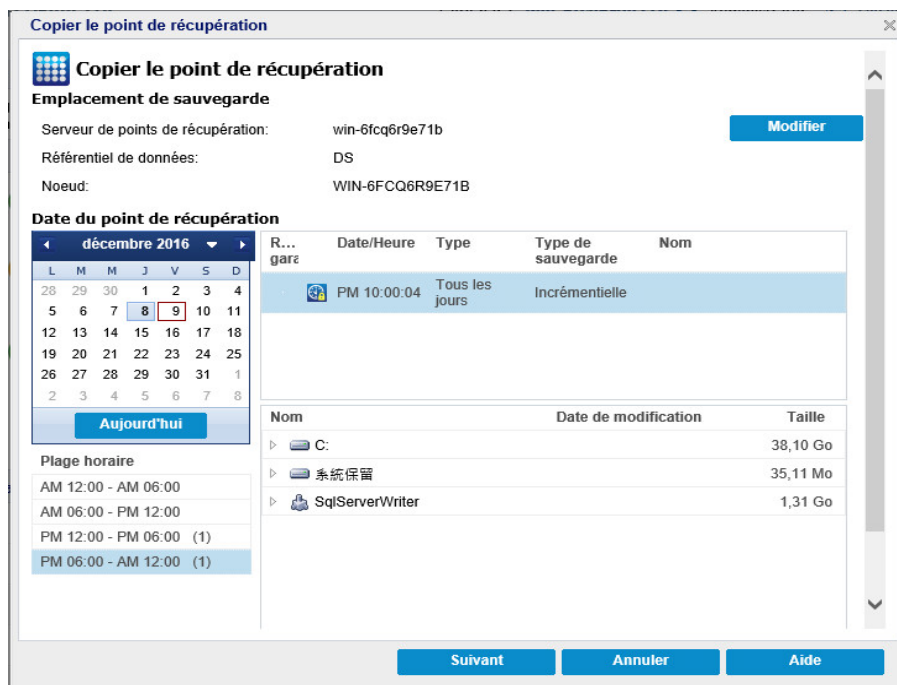 Copier le point de récupération
Copier le point de récupération
Emplacement de sauvegarde
Serveur de points de récupération: win-6fcq6r9e71b
Modifier
Référentiel de données: DS
Noeud: WIN-6FCQ6R9E71B
Date du point de récupération
décembre 2016
L M M J V S D
28 29 30 1 2 3 4
5 6 7 8 9 10 11
12 13 14 15 16 17 18
19 20 21 22 23 24 25
26 27 28 29 30 31 1
2 3 4 5 6 7 8
Aujourd'hui
Plage horaire
AM 12:00 - AM 06:00
AM 06:00 - PM 12:00
PM 12:00 - PM 06:00 (1)
PM 06:00 - AM 12:00 (1)
R... Date/Heure Type Type de Nom
gara sauvegarde
PM 10:00:04 Tous les Incrémentielle
jours
Nom Date de modification Taille
C: 38,10 Go
系統保留 35,11 Mo
SqlServerWriter 1,31 Go
Suivant Annuler Aide